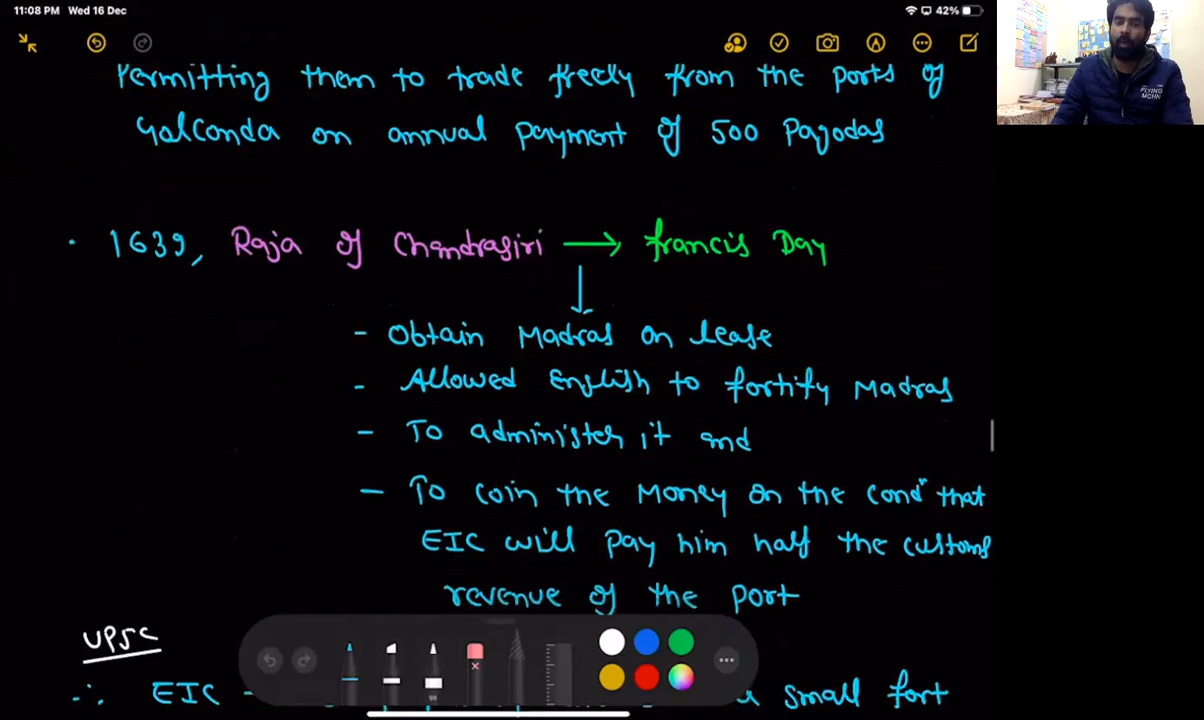 11:08 PM Wed 16 Dec
42%
Permitting them to trade freely from the ports of
Golconda on annual payment of 500 Pagodas
· 1639, Raja of Chandragiri → Francis Day
- Obtain Madras on lease
- Allowed English to fortify Madras
- To administer it and
- To coin the money on the condn that
EIC will pay him half the customs
revenue of the port
UPSC
∴ EIC
small fort
FLYING
MACHINE